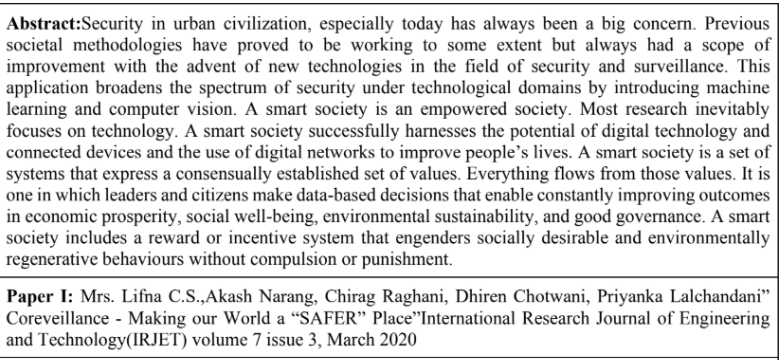 Abstract:Security in urban civilization, especially today has always been a big concern. Previous
societal methodologies have proved to be working to some extent but always had a scope of
improvement with the advent of new technologies in the field of security and surveillance. This
application broadens the spectrum of security under technological domains by introducing machine
learning and computer vision. A smart society is an empowered society. Most research inevitably
focuses on technology. A smart society successfully harnesses the potential of digital technology and
connected devices and the use of digital networks to improve people’s lives. A smart society is a set of
systems that express a consensually established set of values. Everything flows from those values. It is
one in which leaders and citizens make data-based decisions that enable constantly improving outcomes
in economic prosperity, social well-being, environmental sustainability, and good governance. A smart
society includes a reward or incentive system that engenders socially desirable and environmentally
regenerative behaviours without compulsion or punishment.
Paper I: Mrs. Lifna C.S.,Akash Narang, Chirag Raghani, Dhiren Chotwani, Priyanka Lalchandani”
Coreveillance - Making our World a “SAFER” Place”International Research Journal of Engineering
and Technology(IRJET) volume 7 issue 3, March 2020